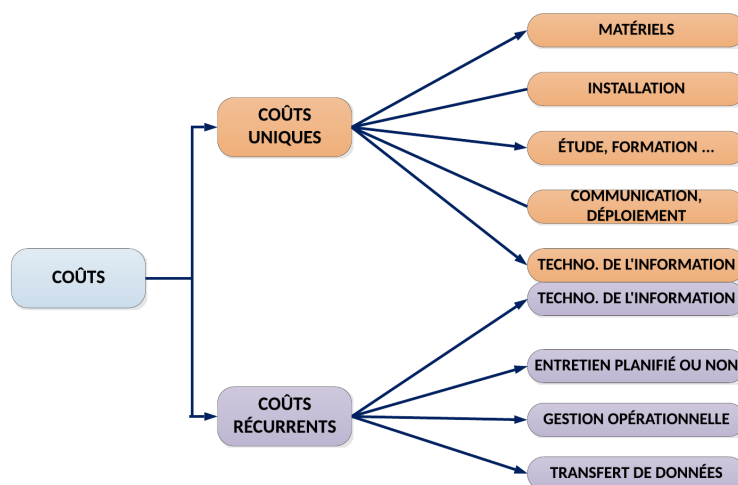 MATÉRIELS
INSTALLATION
COÛTS
UNIQUES
ÉTUDE, FORMATION ...
COMMUNICATION,
DÉPLOIEMENT
TECHNO. DE L'INFORMATION
COÛTS
TECHNO. DE L'INFORMATION
ENTRETIEN PLANIFIÉ OU NON
COÛTS
RÉCURRENTS
GESTION OPÉRATIONNELLE
TRANSFERT DE DONNÉES